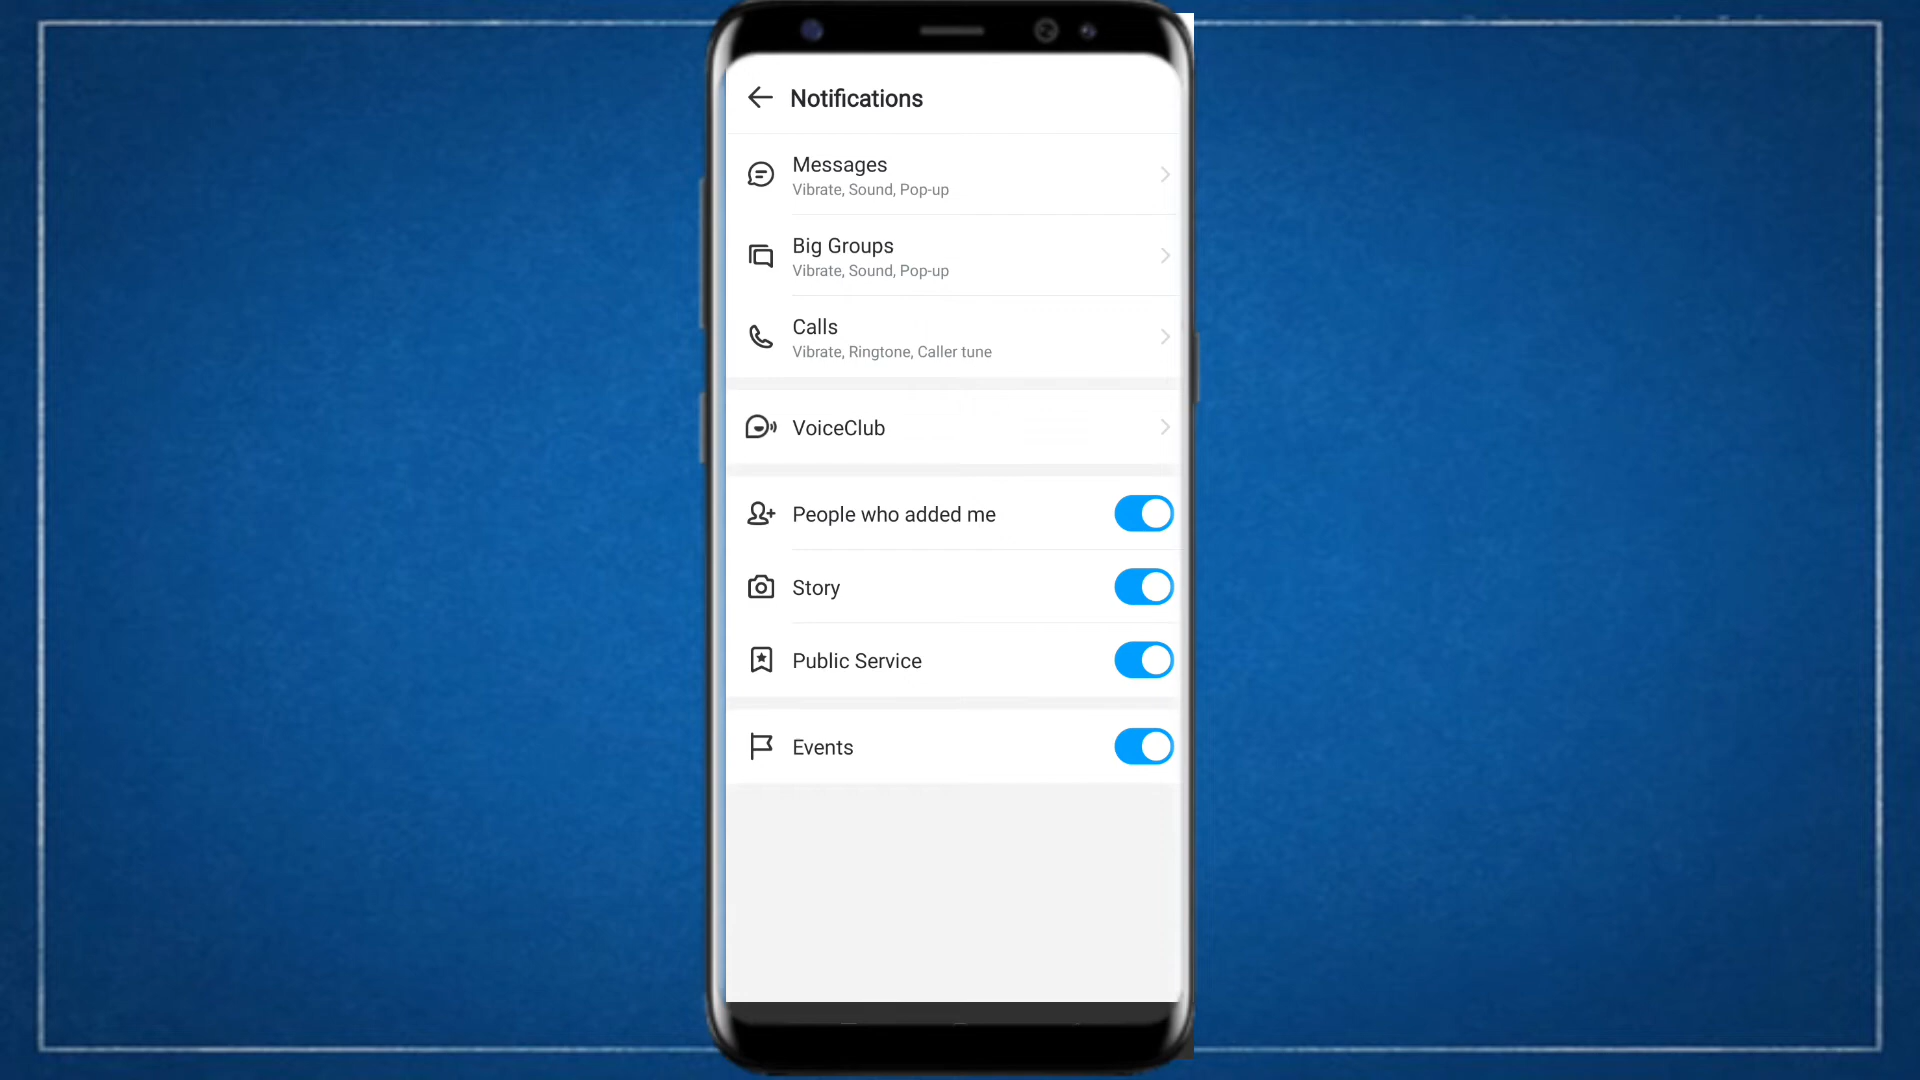 Notifications
Messages
Vibrate, Sound, Pop-up
Big Groups
Vibrate, Sound, Pop-up
Calls
Vibrate, Ringtone, Caller tune
VoiceClub
People who added me
Story
Public Service
Events